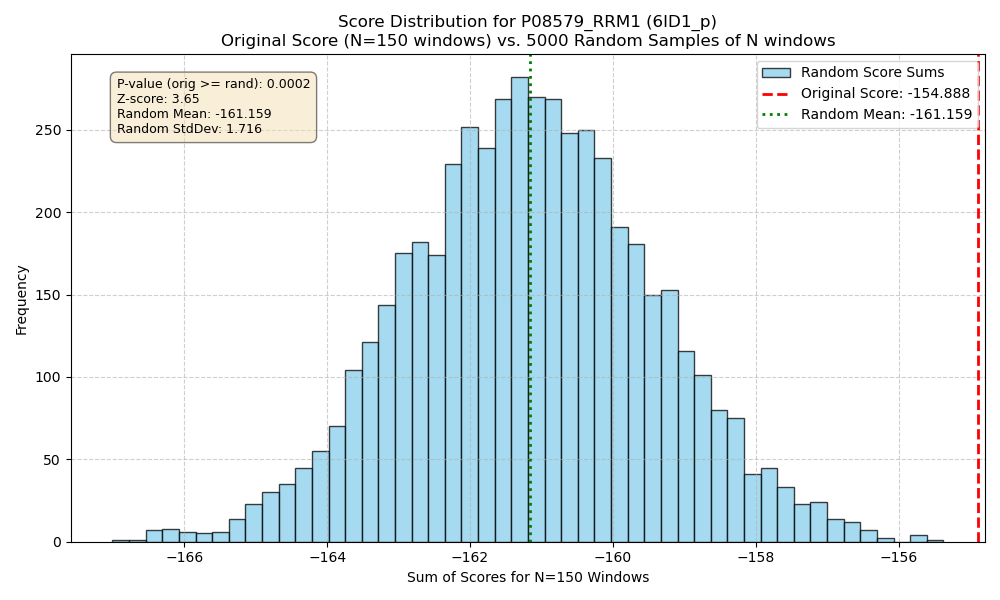 Score Distribution for P08579_RRM1 (6ID1_p)
Original Score (N=150 windows) vs. 5000 Random Samples of N windows
P-value (orig >= rand): 0.0002
Z-score: 3.65
Random Mean: -161.159
Random StdDev: 1.716
Random Score Sums
Original Score: -154.888
Random Mean: -161.159
Frequency
250
200
150
100
50
0
−166
−164
−162
−160
−158
−156
Sum of Scores for N=150 Windows